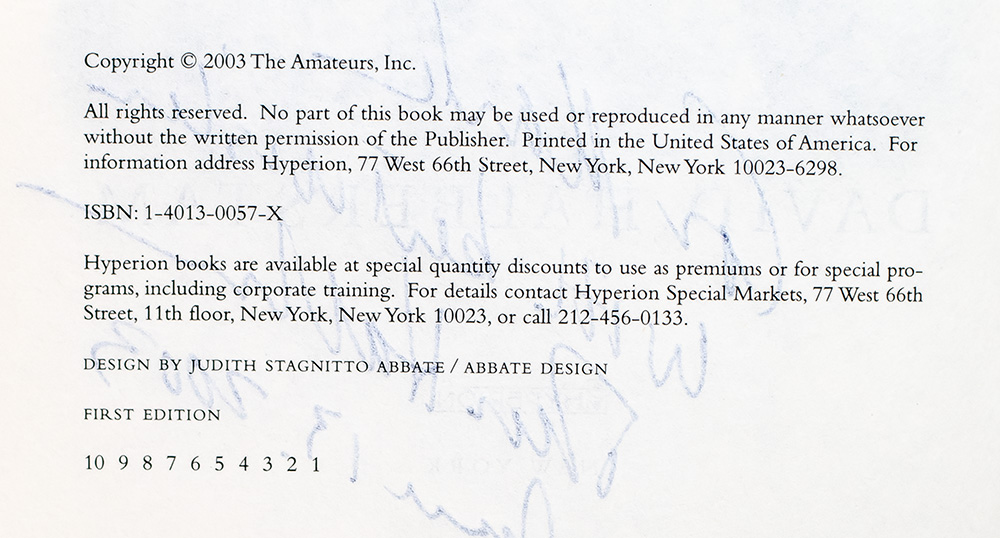 Copyright © 2003 The Amateurs, Inc.
All rights reserved. No part of this book may be used or reproduced in any manner whatsoever
without the written permission of the Publisher. Printed in the United States of America. For
information address Hyperion, 77 West 66th Street, New York, New York 10023-6298.
ISBN: 1-4013-0057-X
Hyperion books are available at special quantity discounts to use as premiums or for special pro-
grams, including corporate training. For details contact Hyperion Special Markets, 77 West 66th
Street, 11th floor, New York, New York 10023, or call 212-456-0133.
DESIGN BY JUDITH STAGNITTO ABBATE / ABBATE DESIGN
FIRST EDITION
10 9 8 7 6 5 4 3 2 1